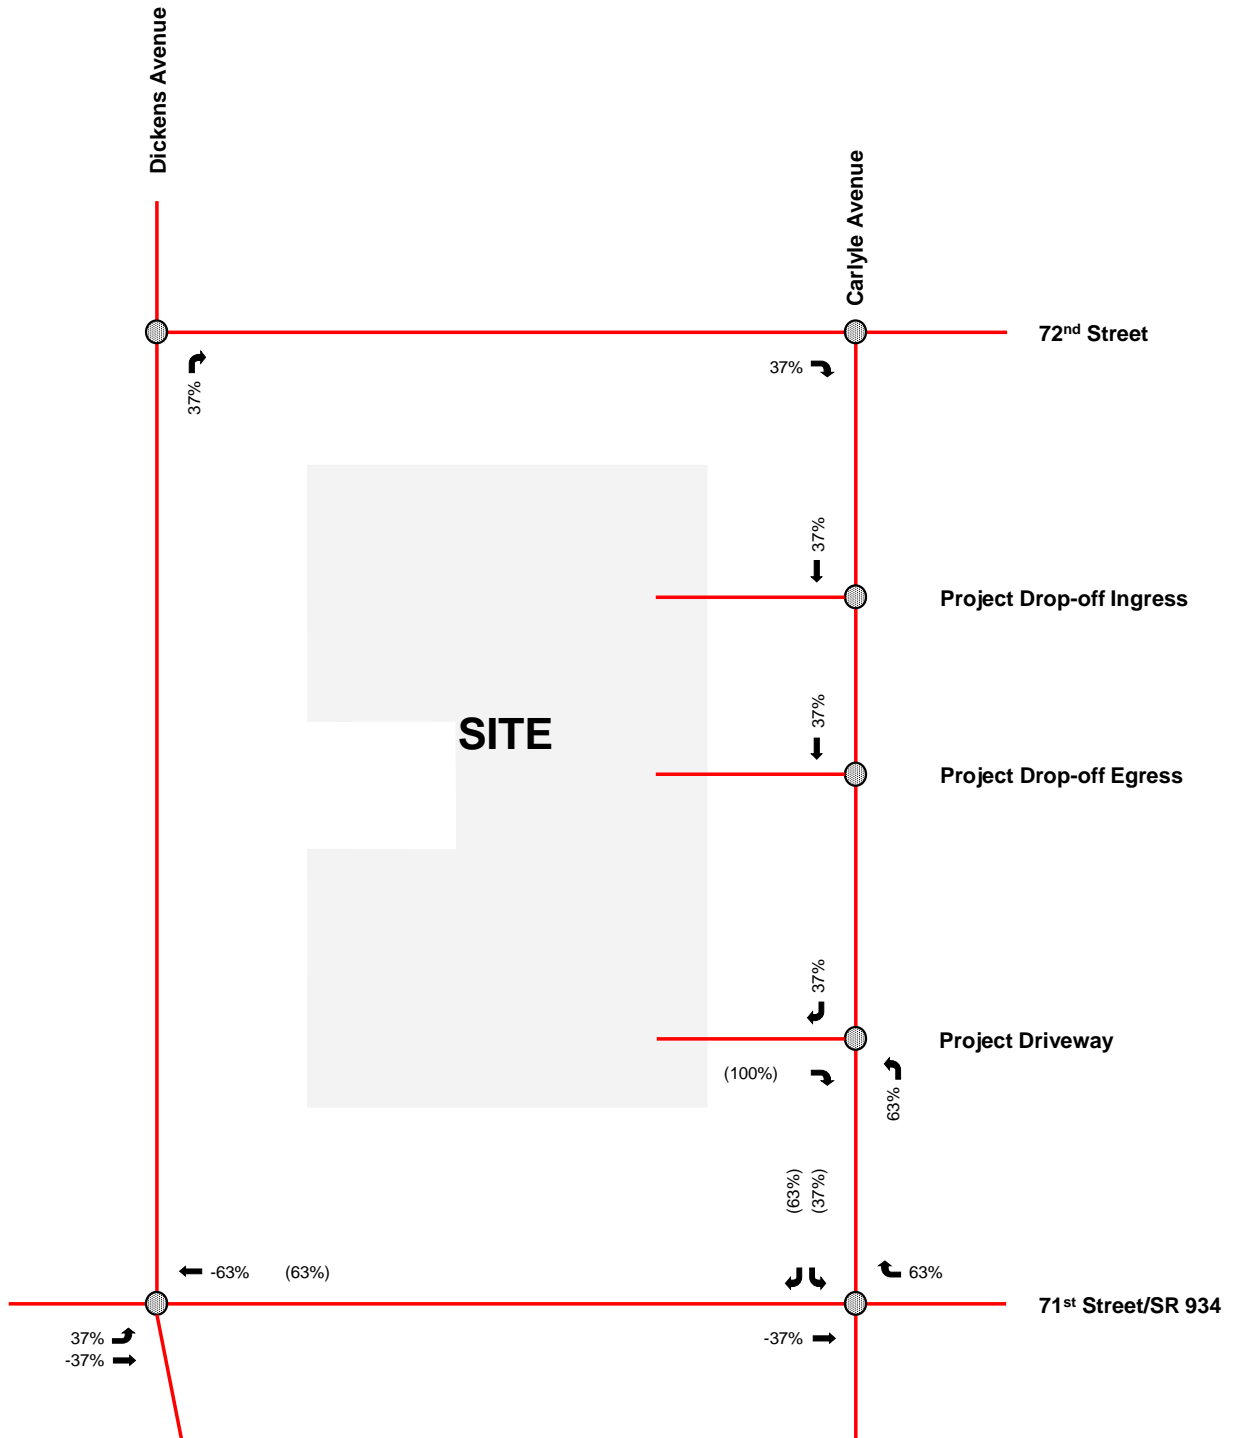 Dickens Avenue
Carlyle Avenue
72nd Street
37%
37%
37%
Project Drop-off Ingress
37%
SITE
Project Drop-off Egress
37%
Project Driveway
(100%)
63%
(63%)
(37%)
-63% (63%)
63%
71st Street/SR 934
37%
-37%
-37%